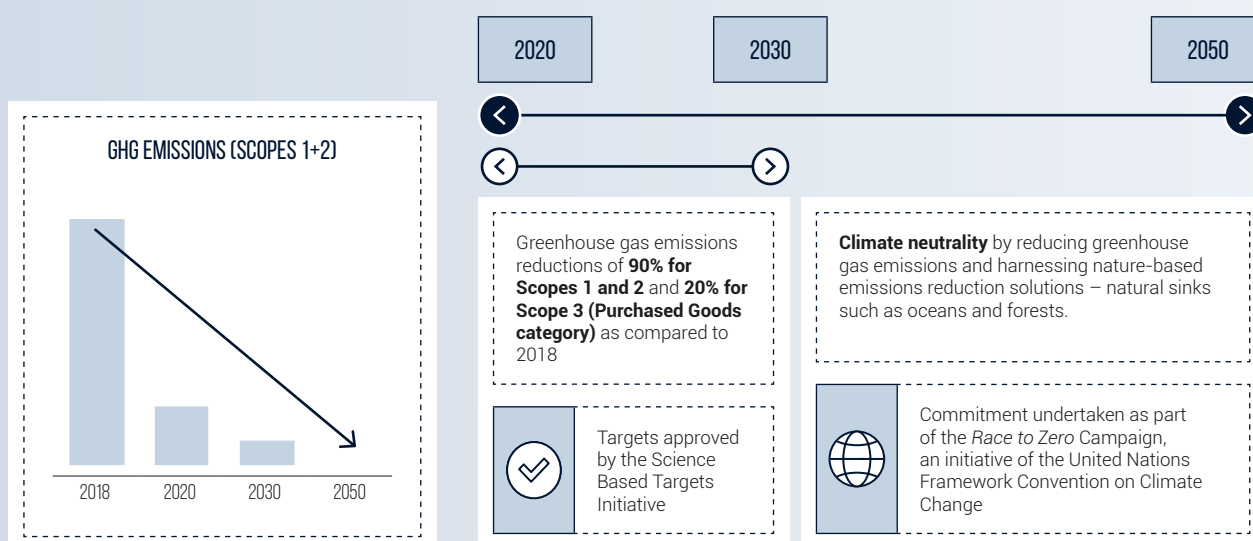 2020
2030
2050
GHG EMISSIONS (SCOPES 1+2)
2018
2020
2030
2050
Greenhouse gas emissions
reductions of 90% for
Scopes 1 and 2 and 20% for
Scope 3 (Purchased Goods
category) as compared to
2018
Targets approved
by the Science
Based Targets
Initiative
Climate neutrality by reducing greenhouse
gas emissions and harnessing nature-based
emissions reduction solutions – natural sinks
such as oceans and forests.
Commitment undertaken as part
of the Race to Zero Campaign,
an initiative of the United Nations
Framework Convention on Climate
Change